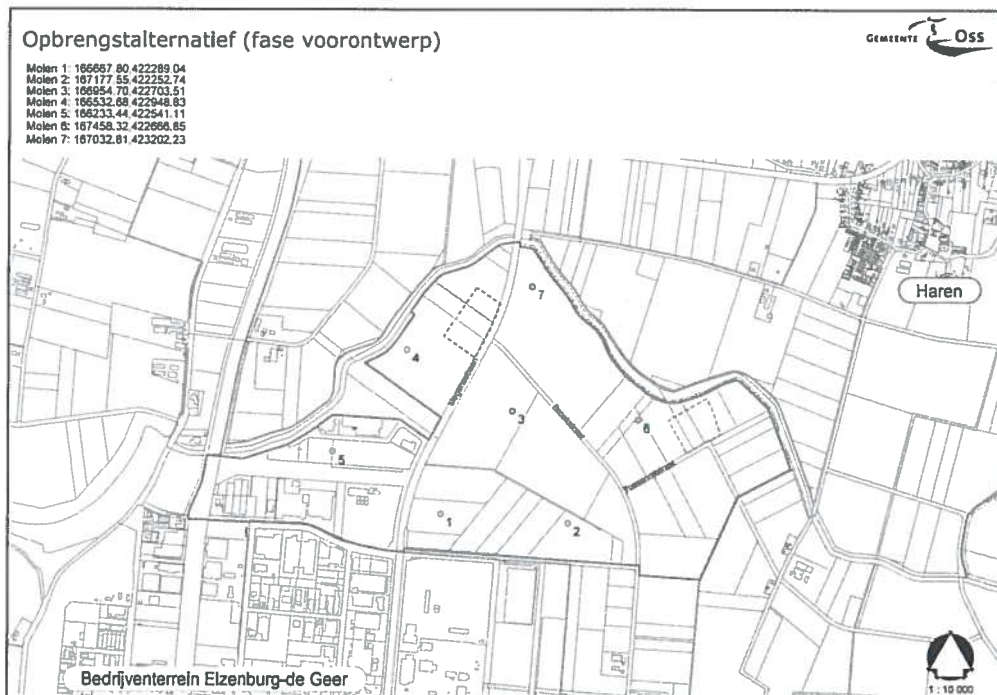 Opbrengstalternatief (fase voorontwerp)
GEMEENTE Oss
Molen 1: 166667.80,422289.04
Molen 2: 167177.55,422252.74
Molen 3: 166954.70,422703.51
Molen 4: 166532.68,422948.83
Molen 5: 166233.44,422541.11
Molen 6: 167458.32,422666.85
Molen 7: 167032.61,423202.23
7
Haren
4
3
6
5
1
2
Bedrijventerrein Elzenburg-de Geer
1 : 10 000